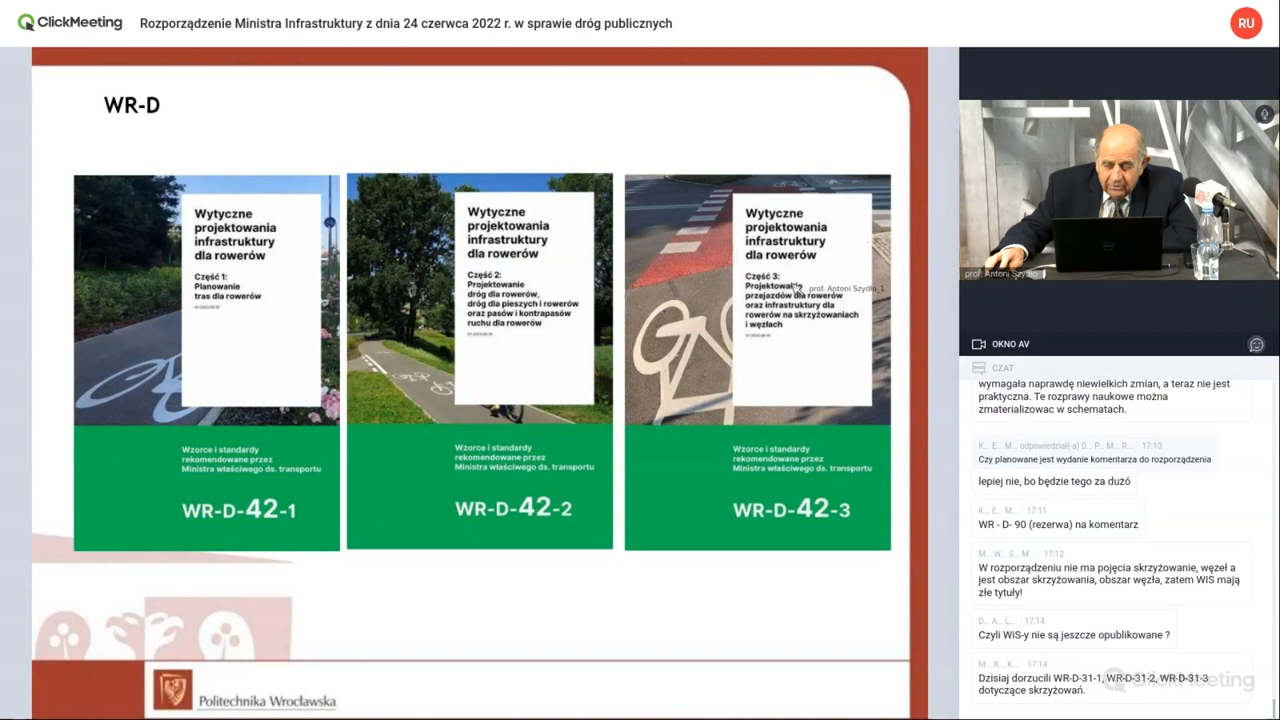 ClickMeeting
Rozporządzenie Ministra Infrastruktury z dnia 24 czerwca 2022 r. w sprawie dróg publicznych
RU
WR-D
Wytyczne
projektowania
infrastruktury
dla rowerów
Część 1:
Planowanie
tras dla rowerów
Wzorce i standardy
rekomendowane przez
Ministra właściwego ds. transportu
WR-D-42-1
Wytyczne
projektowania
infrastruktury
dla rowerów
Część 2:
Projektowanie
dróg dla rowerów,
dróg dla pieszych i rowerów
oraz pasów i kontrapasów
ruchu dla rowerów
Wzorce i standardy
rekomendowane przez
Ministra właściwego ds. transportu
WR-D-42-2
Wytyczne
projektowania
infrastruktury
dla rowerów
Część 3:
Projektowanie
przejazdów dla rowerów
oraz infrastruktury dla
rowerów na skrzyżowaniach
i węzłach
prof. Antoni Szydło_1
Wzorce i standardy
rekomendowane przez
Ministra właściwego ds. transportu
WR-D-42-3
Politechnika Wrocławska
prof. Antoni Szydło
OKNO AV
CZAT
wymagała naprawdę niewielkich zmian, a teraz nie jest
praktyczna. Te rozprawy naukowe można
zmaterializowac w schematach.
K... E... M... odpowiedział(-a) D... P... M... R... · 17:10
Czy planowane jest wydanie komentarza do rozporządzenia
lepiej nie, bo będzie tego za dużó
K... E... M... · 17:11
WR - D- 90 (rezerwa) na komentarz
M... W... S... M... · 17:12
W rozporządzeniu nie ma pojęcia skrzyżowanie, węzeł a
jest obszar skrzyżowania, obszar węzła, zatem WIS mają
złe tytuły!
D... A... L... · 17:14
Czyli WiS-y nie są jeszcze opublikowane ?
M... K... K... · 17:14
Dzisiaj dorzucili WR-D-31-1, WR-D-31-2, WR-D-31-3
dotyczące skrzyżowań.
ClickMeeting